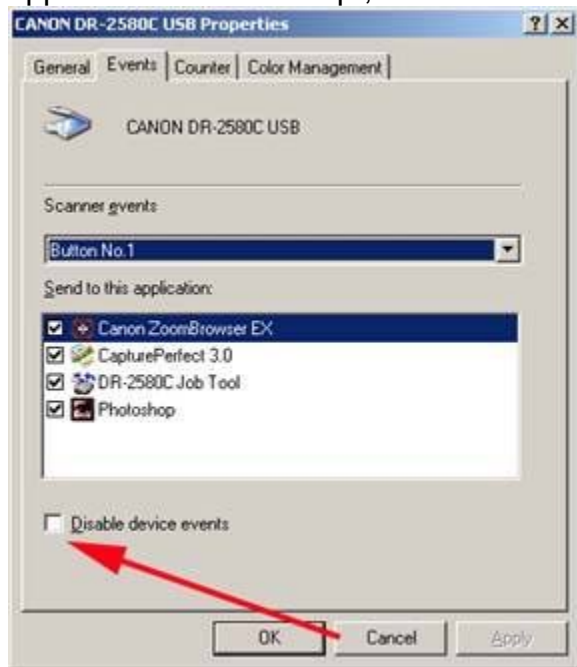 CANON DR-2580C USB Properties
General Events Counter Color Management
CANON DR-2580C USB
Scanner events
Button No.1
Send to this application:
Canon ZoomBrowser EX
CapturePerfect 3.0
DR-2580C Job Tool
Photoshop
Disable device events
OK Cancel Apply